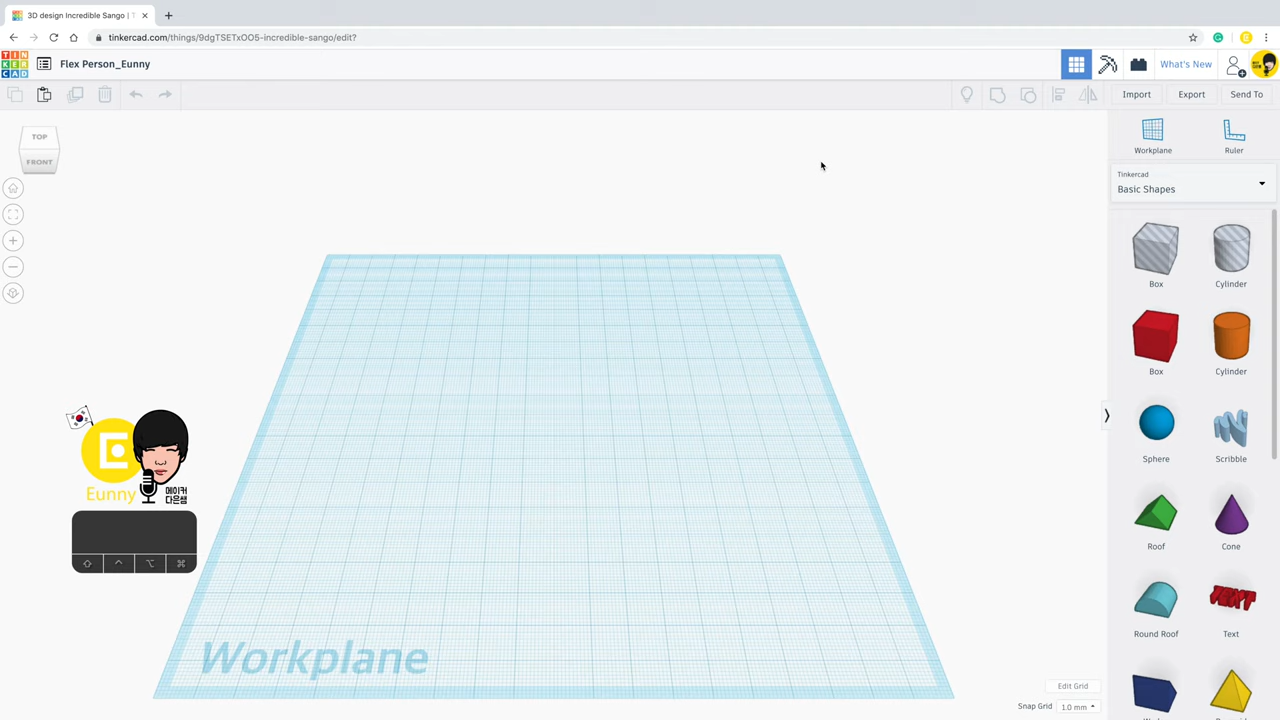 3D design Incredible Sango | T
tinkercad.com/things/9dgTSETxOO5-incredible-sango/edit?
TIN
KER
CAD
Flex Person_Eunny
What's New
Import
Export
Send To
TOP
FRONT
Workplane
Ruler
Tinkercad
Basic Shapes
Box
Cylinder
Box
Cylinder
Sphere
Scribble
Roof
Cone
Round Roof
TEXT
Text
Eunny
메이커
다은쌤
Workplane
Edit Grid
Snap Grid
1.0 mm